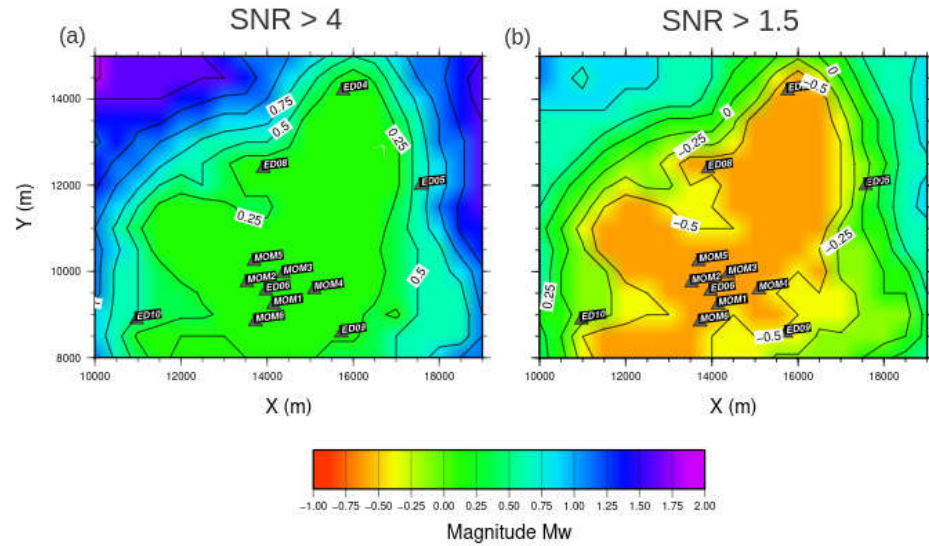 SNR > 4
SNR > 1.5
(a)
(b)
Y (m)
14000
12000
10000
8000
10000
12000
14000
16000
18000
X (m)
0.75
0.5
0.25
0.25
0.5
1
ED04
ED08
ED05
MOM5
MOM3
MOM2
ED06
MOM4
MOM1
MOM6
ED10
ED09
10000
12000
14000
16000
18000
X (m)
0
−0.5
0
−0.25
−0.5
−0.25
0.25
−0.5
ED08
MOM5
MOM3
MOM2
ED06
MOM4
MOM1
ED10
ED09
−1.00
−0.75
−0.50
−0.25
0.00
0.25
0.50
0.75
1.00
1.25
1.50
1.75
2.00
Magnitude Mw